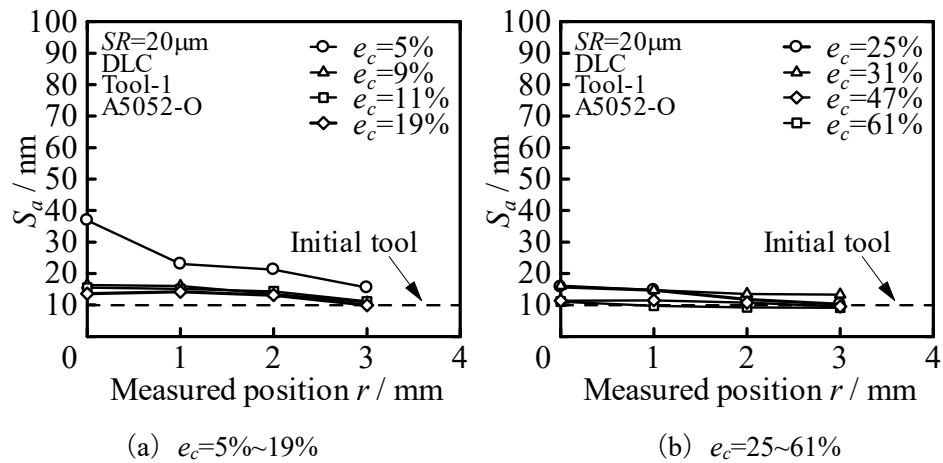 100
90
80
70
60
50
40
30
20
10
0
1
2
3
4
Sₐ / nm
Measured position r / mm
SR=20μm
DLC
Tool-1
A5052-O
e_c=5%
e_c=9%
e_c=11%
e_c=19%
Initial tool
(a) e_c=5%~19%
100
90
80
70
60
50
40
30
20
10
0
1
2
3
4
Sₐ / nm
Measured position r / mm
SR=20μm
DLC
Tool-1
A5052-O
e_c=25%
e_c=31%
e_c=47%
e_c=61%
Initial tool
(b) e_c=25~61%